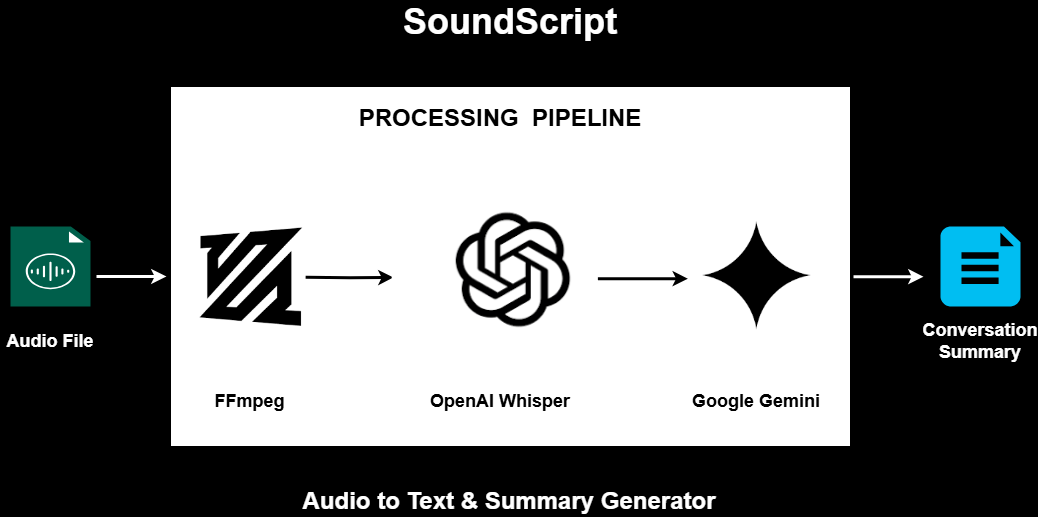 SoundScript
PROCESSING PIPELINE
Audio File
FFmpeg
OpenAI Whisper
Google Gemini
Conversation
Summary
Audio to Text & Summary Generator